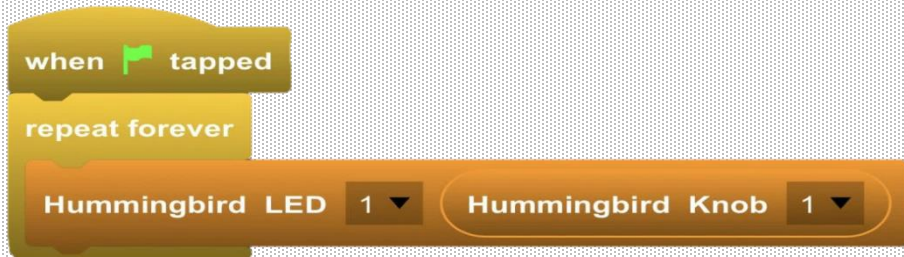 when tapped
repeat forever
Hummingbird LED 1 Hummingbird Knob 1